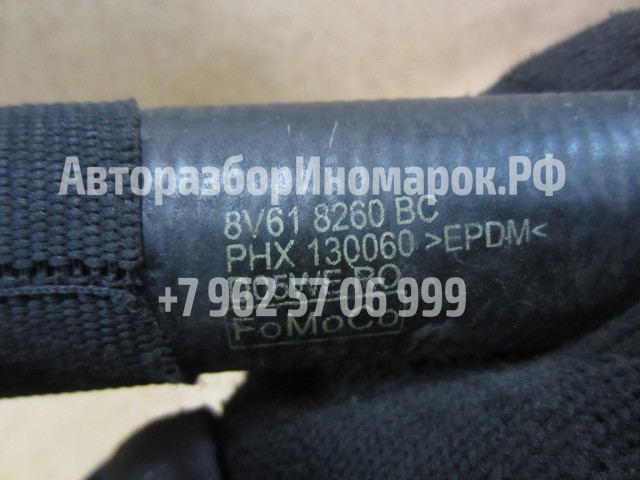 АвторазборИномарок.РФ
8V61 8260 BC
PHX 130060 >EPDM<
+7 962 57 06 999
FoMoCo